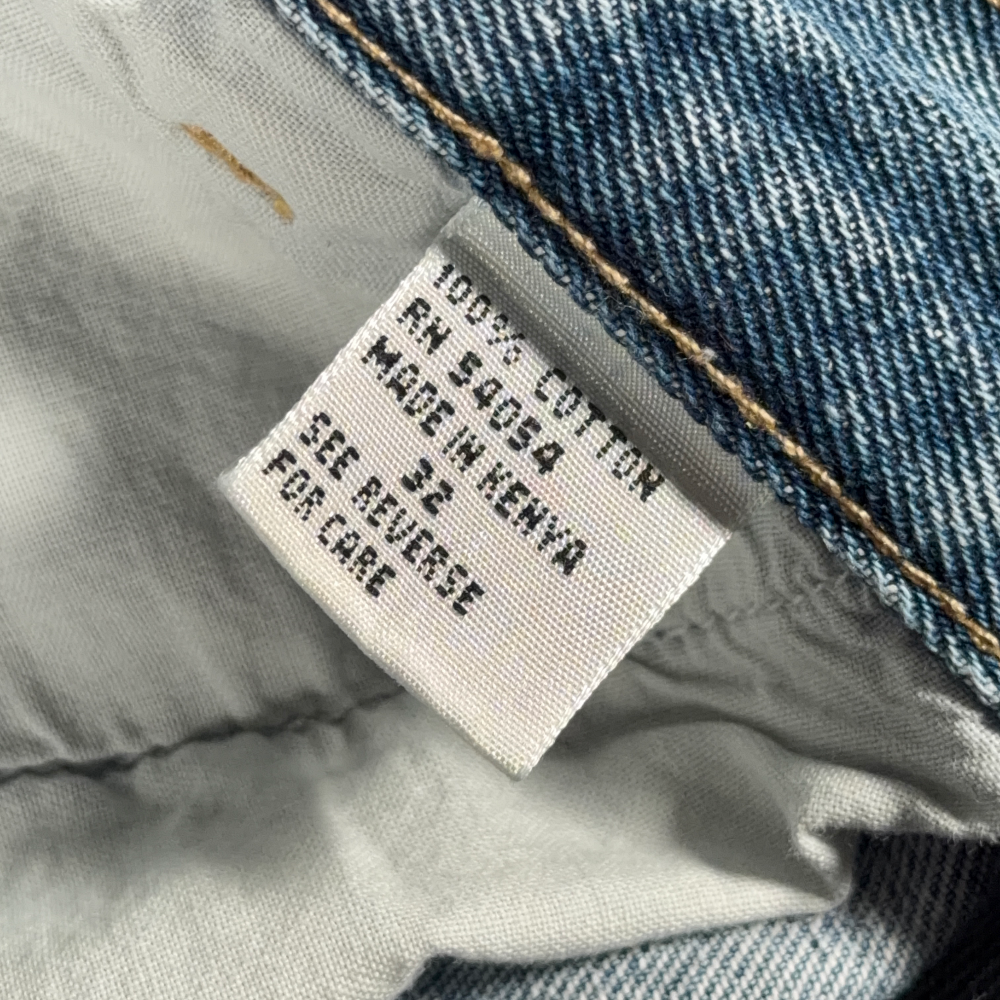 100% COTTON
RN 54054
MADE IN KENYA
32
SEE REVERSE
FOR CARE